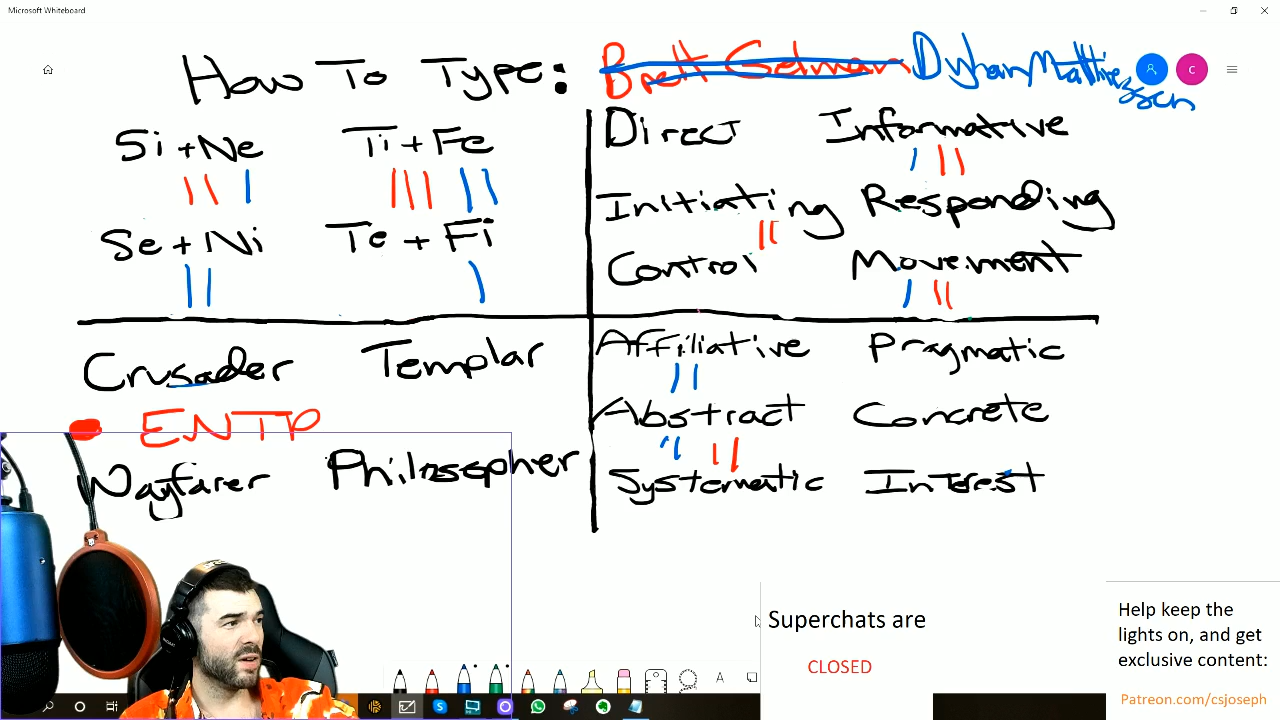 Microsoft Whiteboard
How To Type: Brett Gelman Dylan
Si + Ne Ti + Fe
Se + Ni Te + Fi
Direct Informative
Initiating Responding
Control Movement
Crusader Templar
ENTP
Wayfarer Philosopher
Affiliative Pragmatic
Abstract Concrete
Systematic Interest
C
A
Superchats are
CLOSED
Help keep the
lights on, and get
exclusive content:
Patreon.com/csjoseph